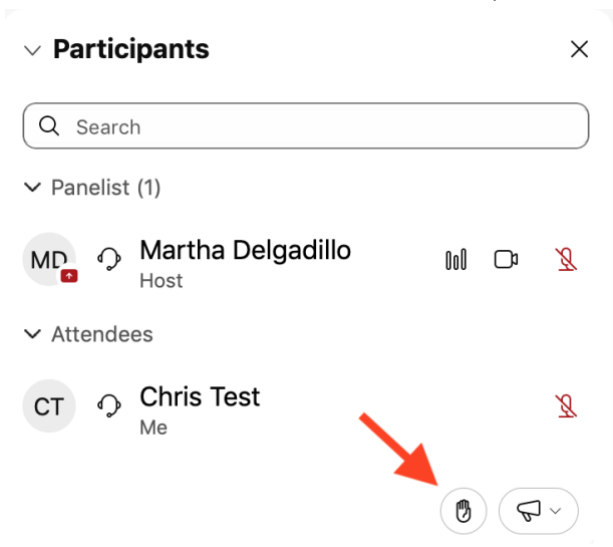 Participants
Search
Panelist (1)
MD
Martha Delgadillo
Host
Attendees
CT
Chris Test
Me